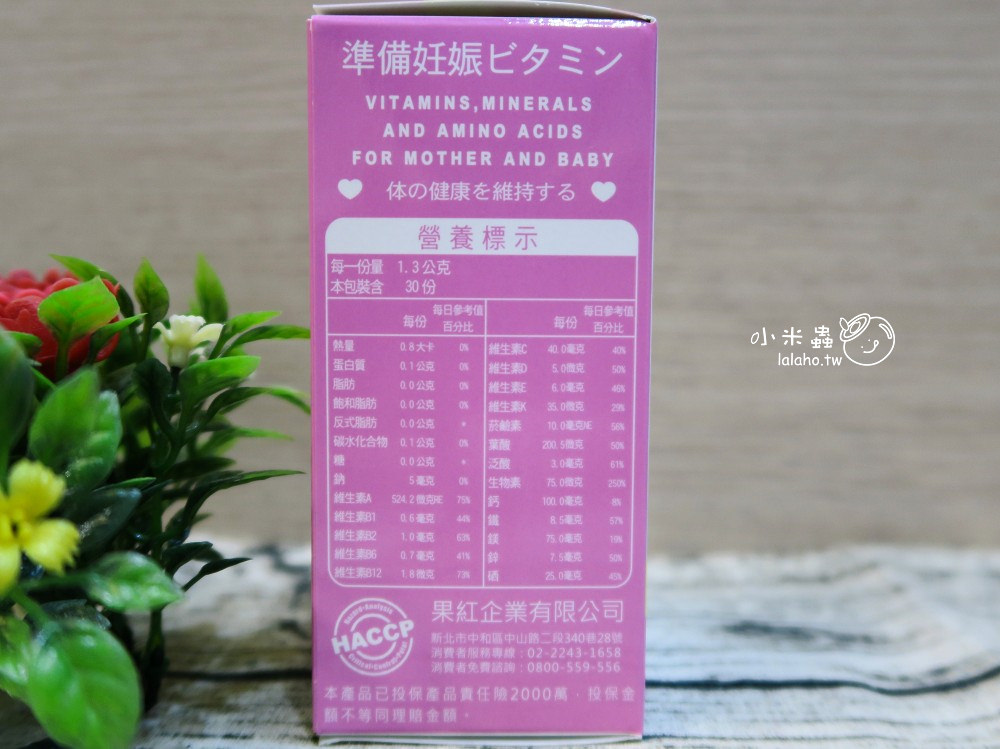 準備妊娠ビタミン
VITAMINS,MINERALS
AND AMINO ACIDS
FOR MOTHER AND BABY
体の健康を維持する
營養標示
每一份量 1.3公克
本包裝含 30份
每份 每日參考值百分比
熱量 0.8大卡 0%
蛋白質 0.1公克 0%
脂肪 0.0公克 0%
飽和脂肪 0.0公克 0%
反式脂肪 0.0公克 *
碳水化合物 0.1公克 0%
糖 0.0公克 *
鈉 5毫克 0%
維生素A 524.2微克RE 75%
維生素B1 0.6毫克 44%
維生素B2 1.0毫克 63%
維生素B6 0.7毫克 41%
維生素B12 1.8微克 73%
每份 每日參考值百分比
維生素C 40.0毫克 40%
維生素D 5.0微克 50%
維生素E 6.0毫克 46%
維生素K 35.0微克 29%
菸鹼素 10.0毫克NE 56%
葉酸 200.5微克 50%
泛酸 3.0毫克 61%
生物素 75.0微克 250%
鈣 100.0毫克 8%
鐵 8.5毫克 57%
鎂 75.0毫克 19%
鋅 7.5毫克 50%
硒 25.0毫克 45%
HACCP
果紅企業有限公司
新北市中和區中山路二段340巷28號
消費者服務專線:02-2243-1658
消費者免費諮詢:0800-559-556
本產品已投保產品責任險2000萬,投保金
額不等同理賠金額。
小米蟲
lalaho.tw